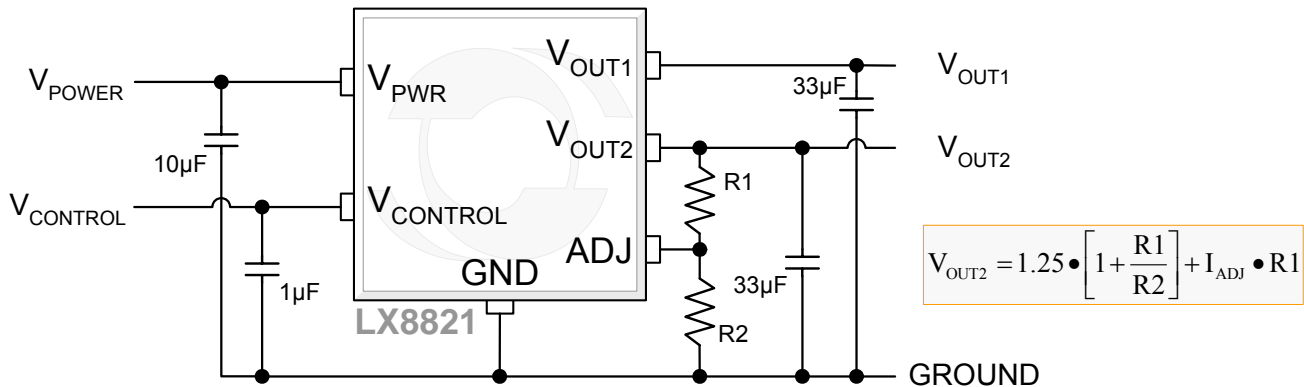 V_POWER
V_PWR
10µF
V_CONTROL
V_CONTROL
1µF
GND
LX8821
V_OUT1
V_OUT1
33µF
V_OUT2
V_OUT2
R1
ADJ
33µF
R2
GROUND
V_OUT2 = 1.25•[1+R1/R2]+I_ADJ•R1